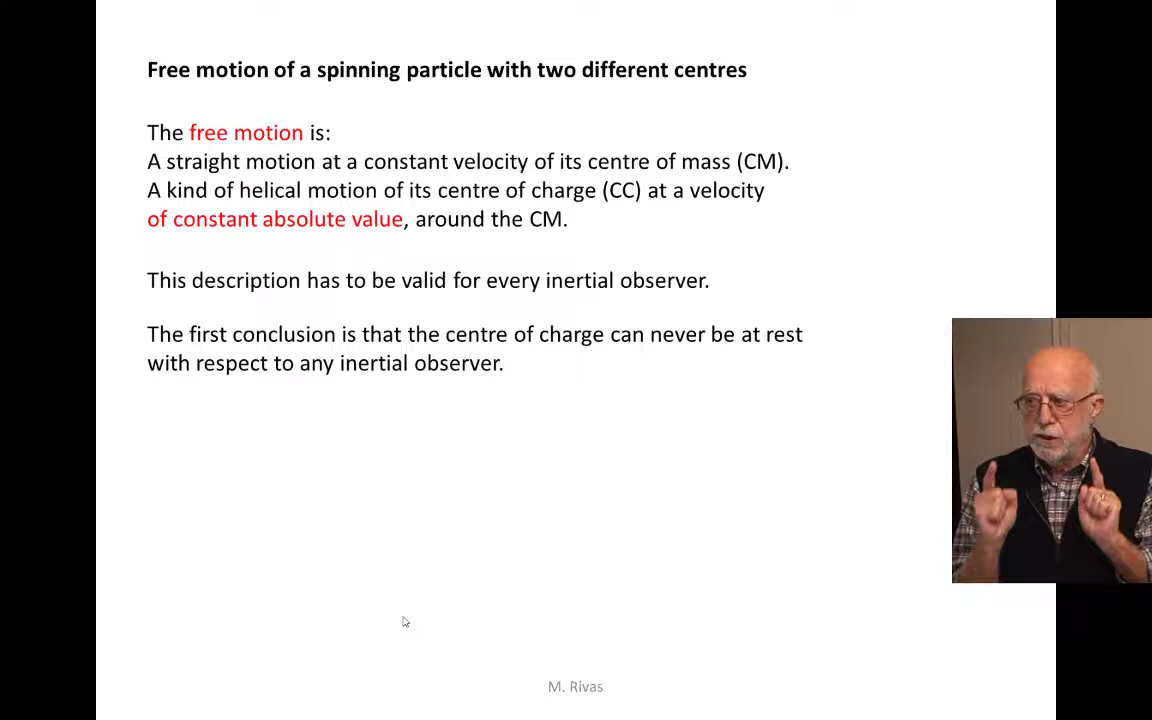 Free motion of a spinning particle with two different centres
The free motion is:
A straight motion at a constant velocity of its centre of mass (CM).
A kind of helical motion of its centre of charge (CC) at a velocity
of constant absolute value, around the CM.
This description has to be valid for every inertial observer.
The first conclusion is that the centre of charge can never be at rest
with respect to any inertial observer.
M. Rivas